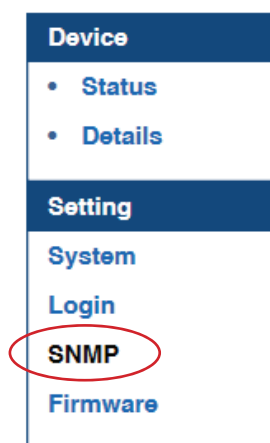 Device
• Status
• Details
Setting
System
Login
SNMP
Firmware